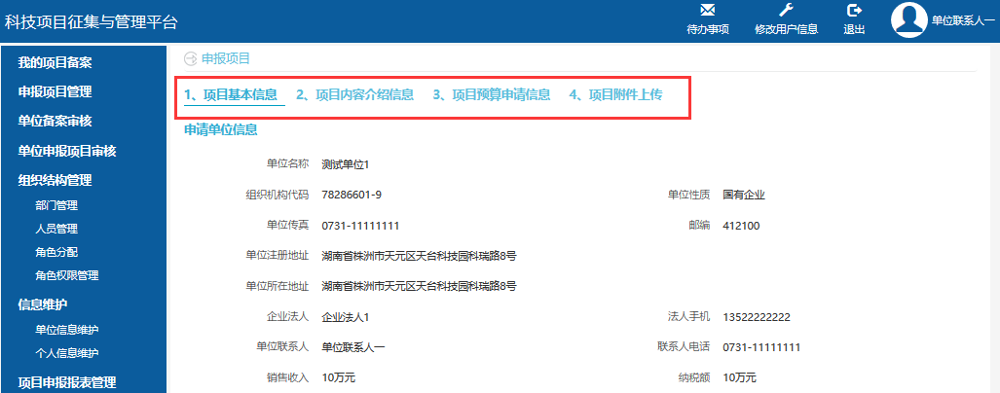 科技项目征集与管理平台
待办事项 修改用户信息 退出 单位联系人一
我的项目备案
申报项目管理
单位备案审核
单位申报项目审核
组织结构管理
部门管理
人员管理
角色分配
角色权限管理
信息维护
单位信息维护
个人信息维护
项目申报报表管理
申报项目
1、项目基本信息 2、项目内容介绍信息 3、项目预算申请信息 4、项目附件上传
申请单位信息
单位名称 测试单位1
组织机构代码 78286601-9 单位性质 国有企业
单位传真 0731-11111111 邮编 412100
单位注册地址 湖南省株洲市天元区天台科技园科瑞路8号
单位所在地址 湖南省株洲市天元区天台科技园科瑞路8号
企业法人 企业法人1 法人手机 13522222222
单位联系人 单位联系人一 联系人电话 0731-11111111
销售收入 10万元 纳税额 10万元